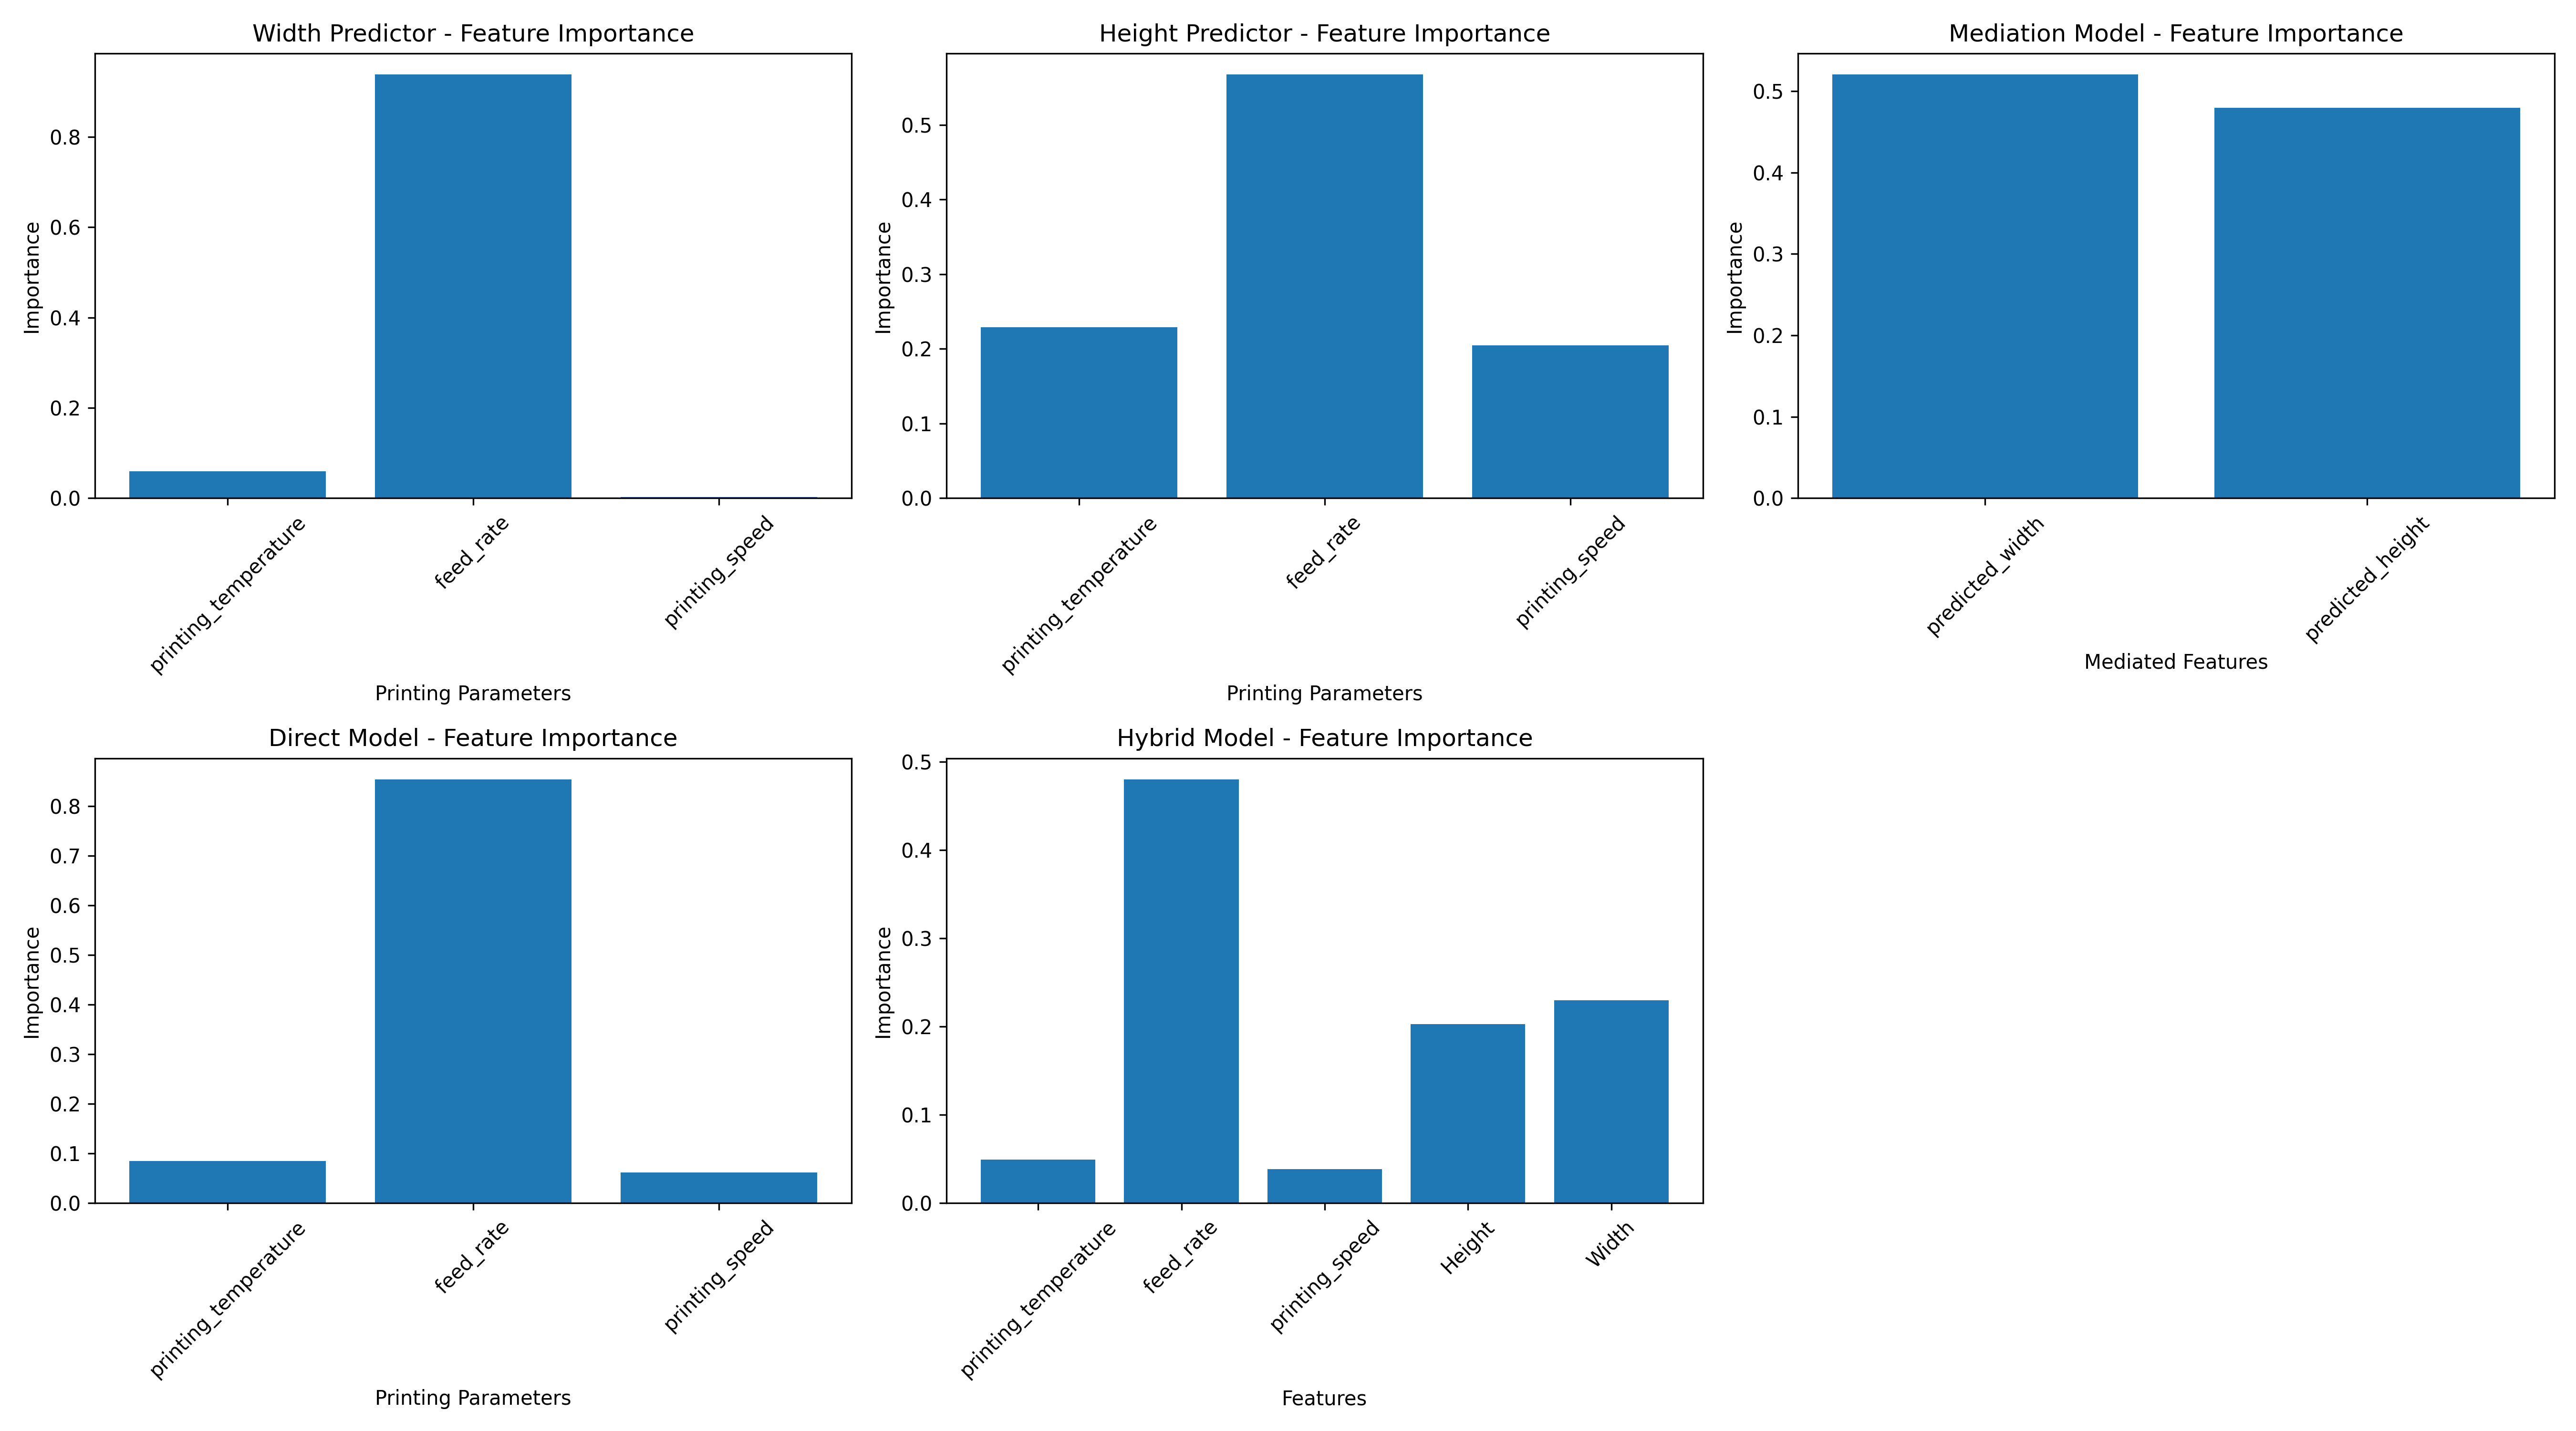 Width Predictor - Feature Importance
Importance
0.8
0.6
0.4
0.2
0.0
printing_temperature
feed_rate
printing_speed
Printing Parameters
Height Predictor - Feature Importance
Importance
0.5
0.4
0.3
0.2
0.1
0.0
printing_temperature
feed_rate
printing_speed
Printing Parameters
Mediation Model - Feature Importance
Importance
0.5
0.4
0.3
0.2
0.1
0.0
predicted_width
predicted_height
Mediated Features
Direct Model - Feature Importance
Importance
0.8
0.7
0.6
0.5
0.4
0.3
0.2
0.1
0.0
printing_temperature
feed_rate
printing_speed
Printing Parameters
Hybrid Model - Feature Importance
Importance
0.5
0.4
0.3
0.2
0.1
0.0
printing_temperature
feed_rate
printing_speed
Height
Width
Features